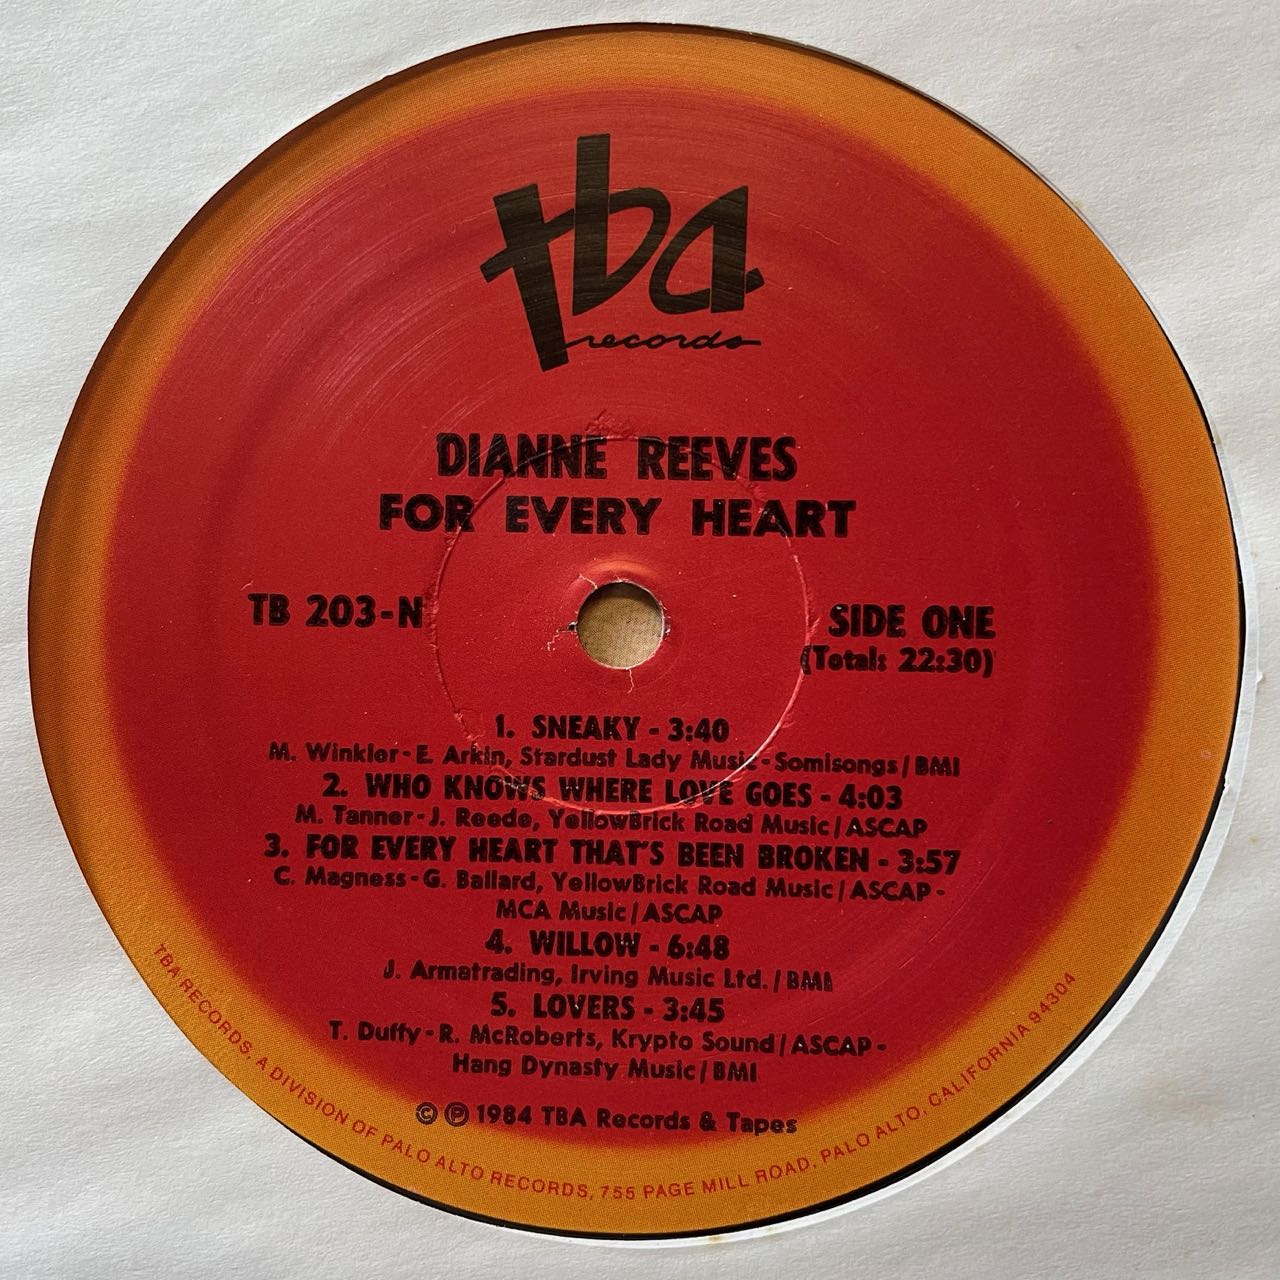 tba
records
DIANNE REEVES
FOR EVERY HEART
TB 203-N
SIDE ONE
(Total: 22:30)
1. SNEAKY - 3:40
M. Winkler - E. Arkin, Stardust Lady Music - Somisongs / BMI
2. WHO KNOWS WHERE LOVE GOES - 4:03
M. Tanner - J. Reede, YellowBrick Road Music / ASCAP
3. FOR EVERY HEART THAT'S BEEN BROKEN - 3:57
C. Magness - G. Ballard, YellowBrick Road Music / ASCAP -
MCA Music / ASCAP
4. WILLOW - 6:48
J. Armatrading, Irving Music Ltd. / BMI
5. LOVERS - 3:45
T. Duffy - R. McRoberts, Krypto Sound / ASCAP -
Hang Dynasty Music / BMI
© ℗ 1984 TBA Records & Tapes
TBA RECORDS, A DIVISION OF PALO ALTO RECORDS, 755 PAGE MILL ROAD, PALO ALTO, CALIFORNIA 94304